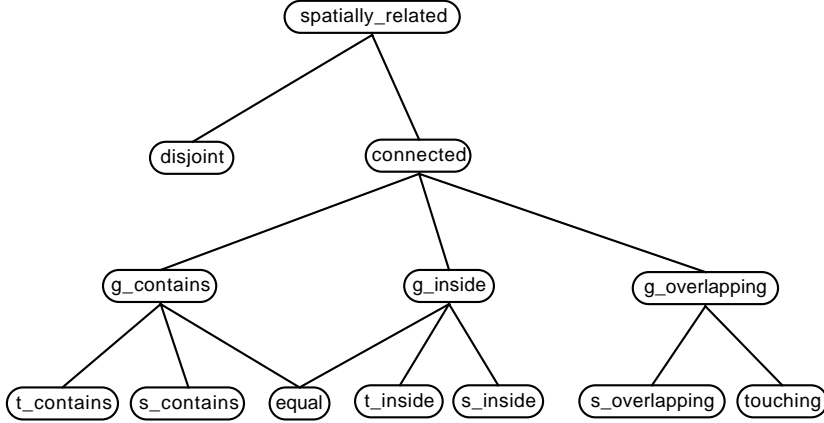 spatially_related
disjoint
connected
g_contains
g_inside
g_overlapping
t_contains
s_contains
equal
t_inside
s_inside
s_overlapping
touching